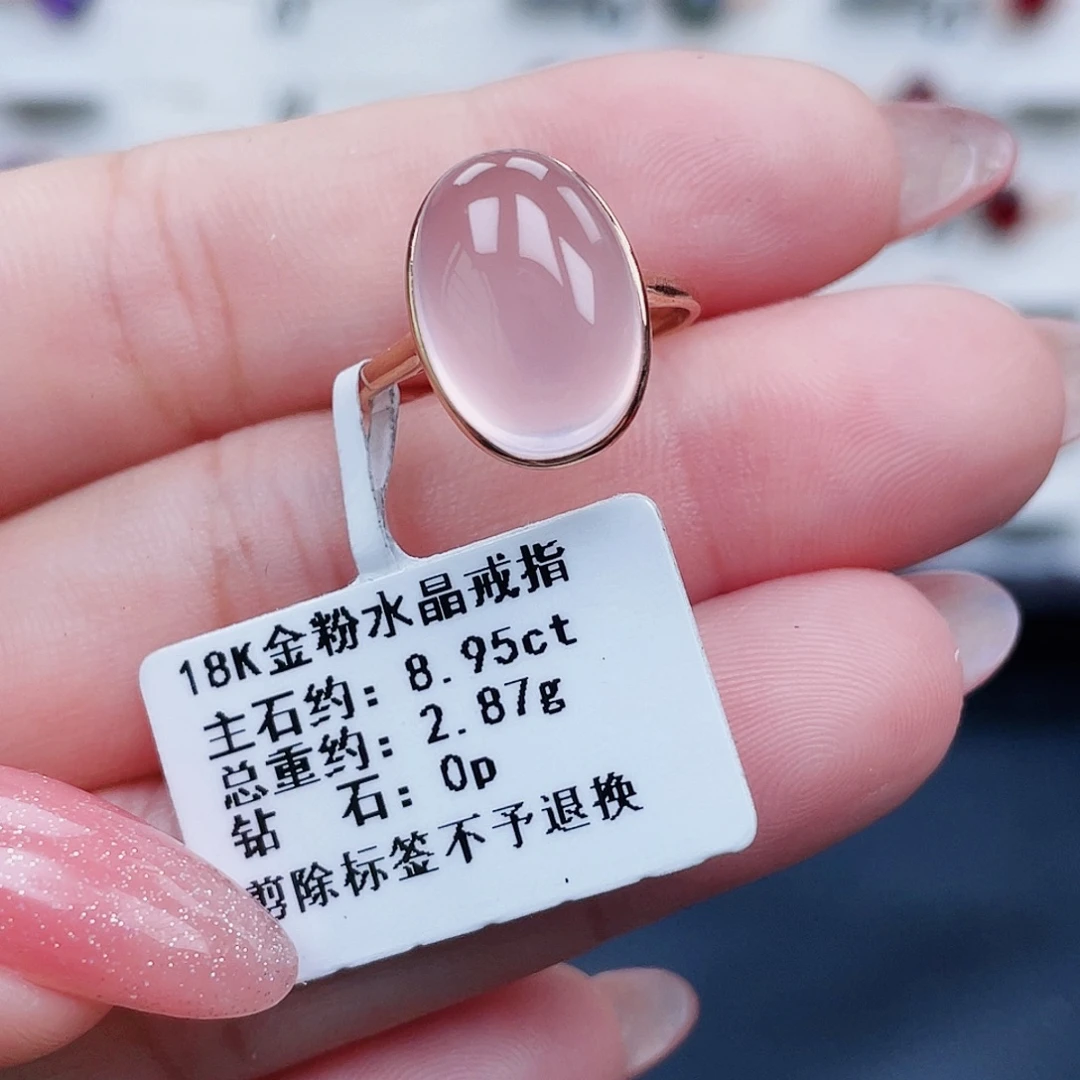 18K金粉水晶戒指
主石约: 8.95ct
总重约: 2.87g
钻 石: 0p
剪除标签不予退换